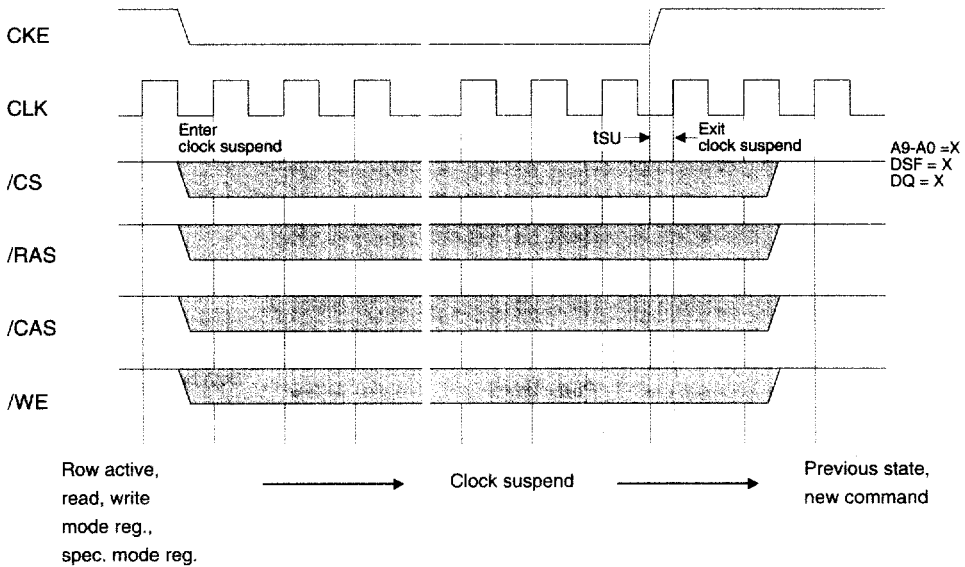 CKE
CLK
Enter
clock suspend
tSU
Exit
clock suspend
A9-A0 =X
DSF = X
DQ = X
/CS
/RAS
/CAS
/WE
Row active,
read, write
mode reg.,
spec. mode reg.
Clock suspend
Previous state,
new command